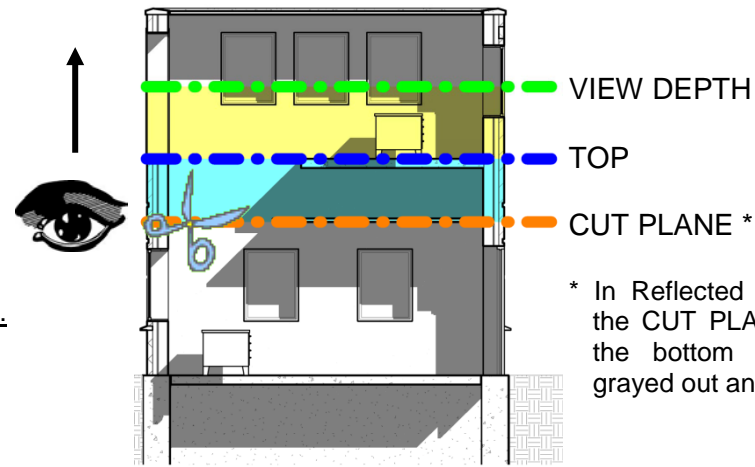 VIEW DEPTH
TOP
CUT PLANE *
* In Reflected
the CUT PLA
the bottom
grayed out an